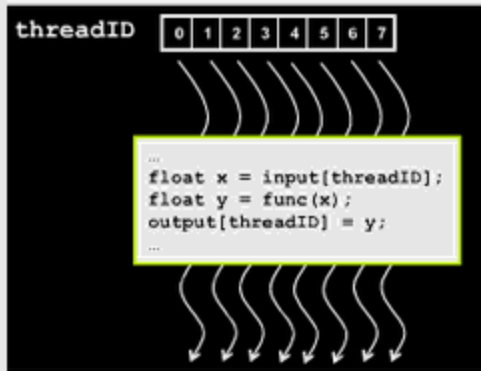 threadID 0 1 2 3 4 5 6 7
...
float x = input[threadID];
float y = func(x);
output[threadID] = y;
...